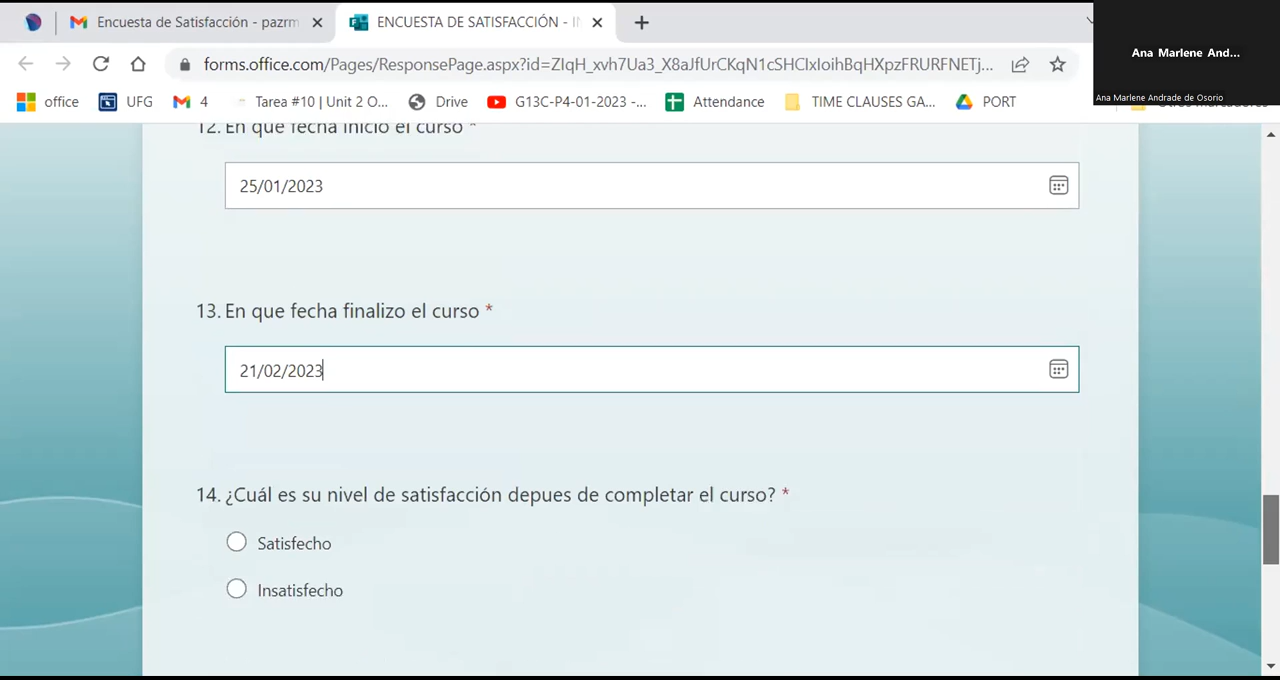 Encuesta de Satisfacción - pazrm
ENCUESTA DE SATISFACCIÓN - I
Ana Marlene And...
forms.office.com/Pages/ResponsePage.aspx?id=ZIqH_xvh7Ua3_X8aJfUrCKqN1cSHCIxIoihBqHXpzFRURFNETj...
office UFG 4 Tarea #10 | Unit 2 O... Drive G13C-P4-01-2023 -... Attendance TIME CLAUSES GA... PORT
Ana Marlene Andrade de Osorio
12. En que fecha inicio el curso *
25/01/2023
13. En que fecha finalizo el curso *
21/02/2023
14. ¿Cuál es su nivel de satisfacción depues de completar el curso? *
Satisfecho
Insatisfecho